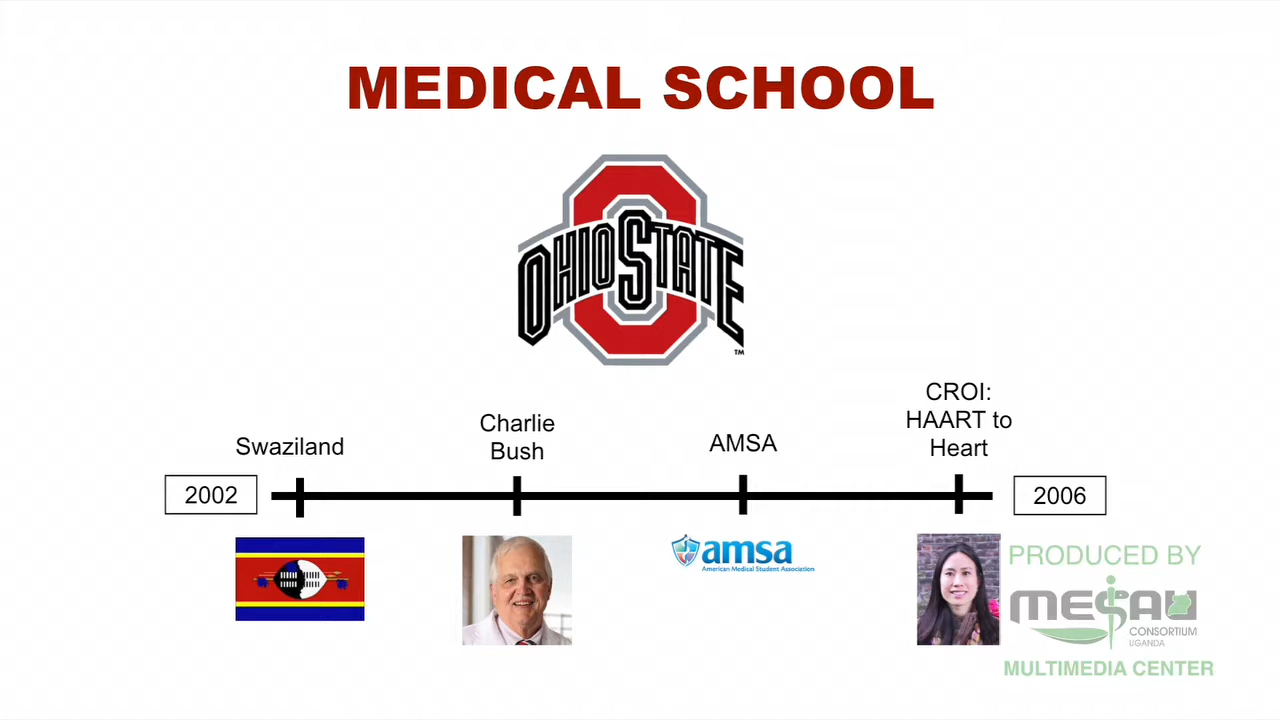 MEDICAL SCHOOL
OHIO STATE
TM
Swaziland
Charlie
Bush
AMSA
CROI:
HAART to
Heart
2002
2006
amsa
American Medical Student Association
PRODUCED BY
MESAU
CONSORTIUM
UGANDA
MULTIMEDIA CENTER